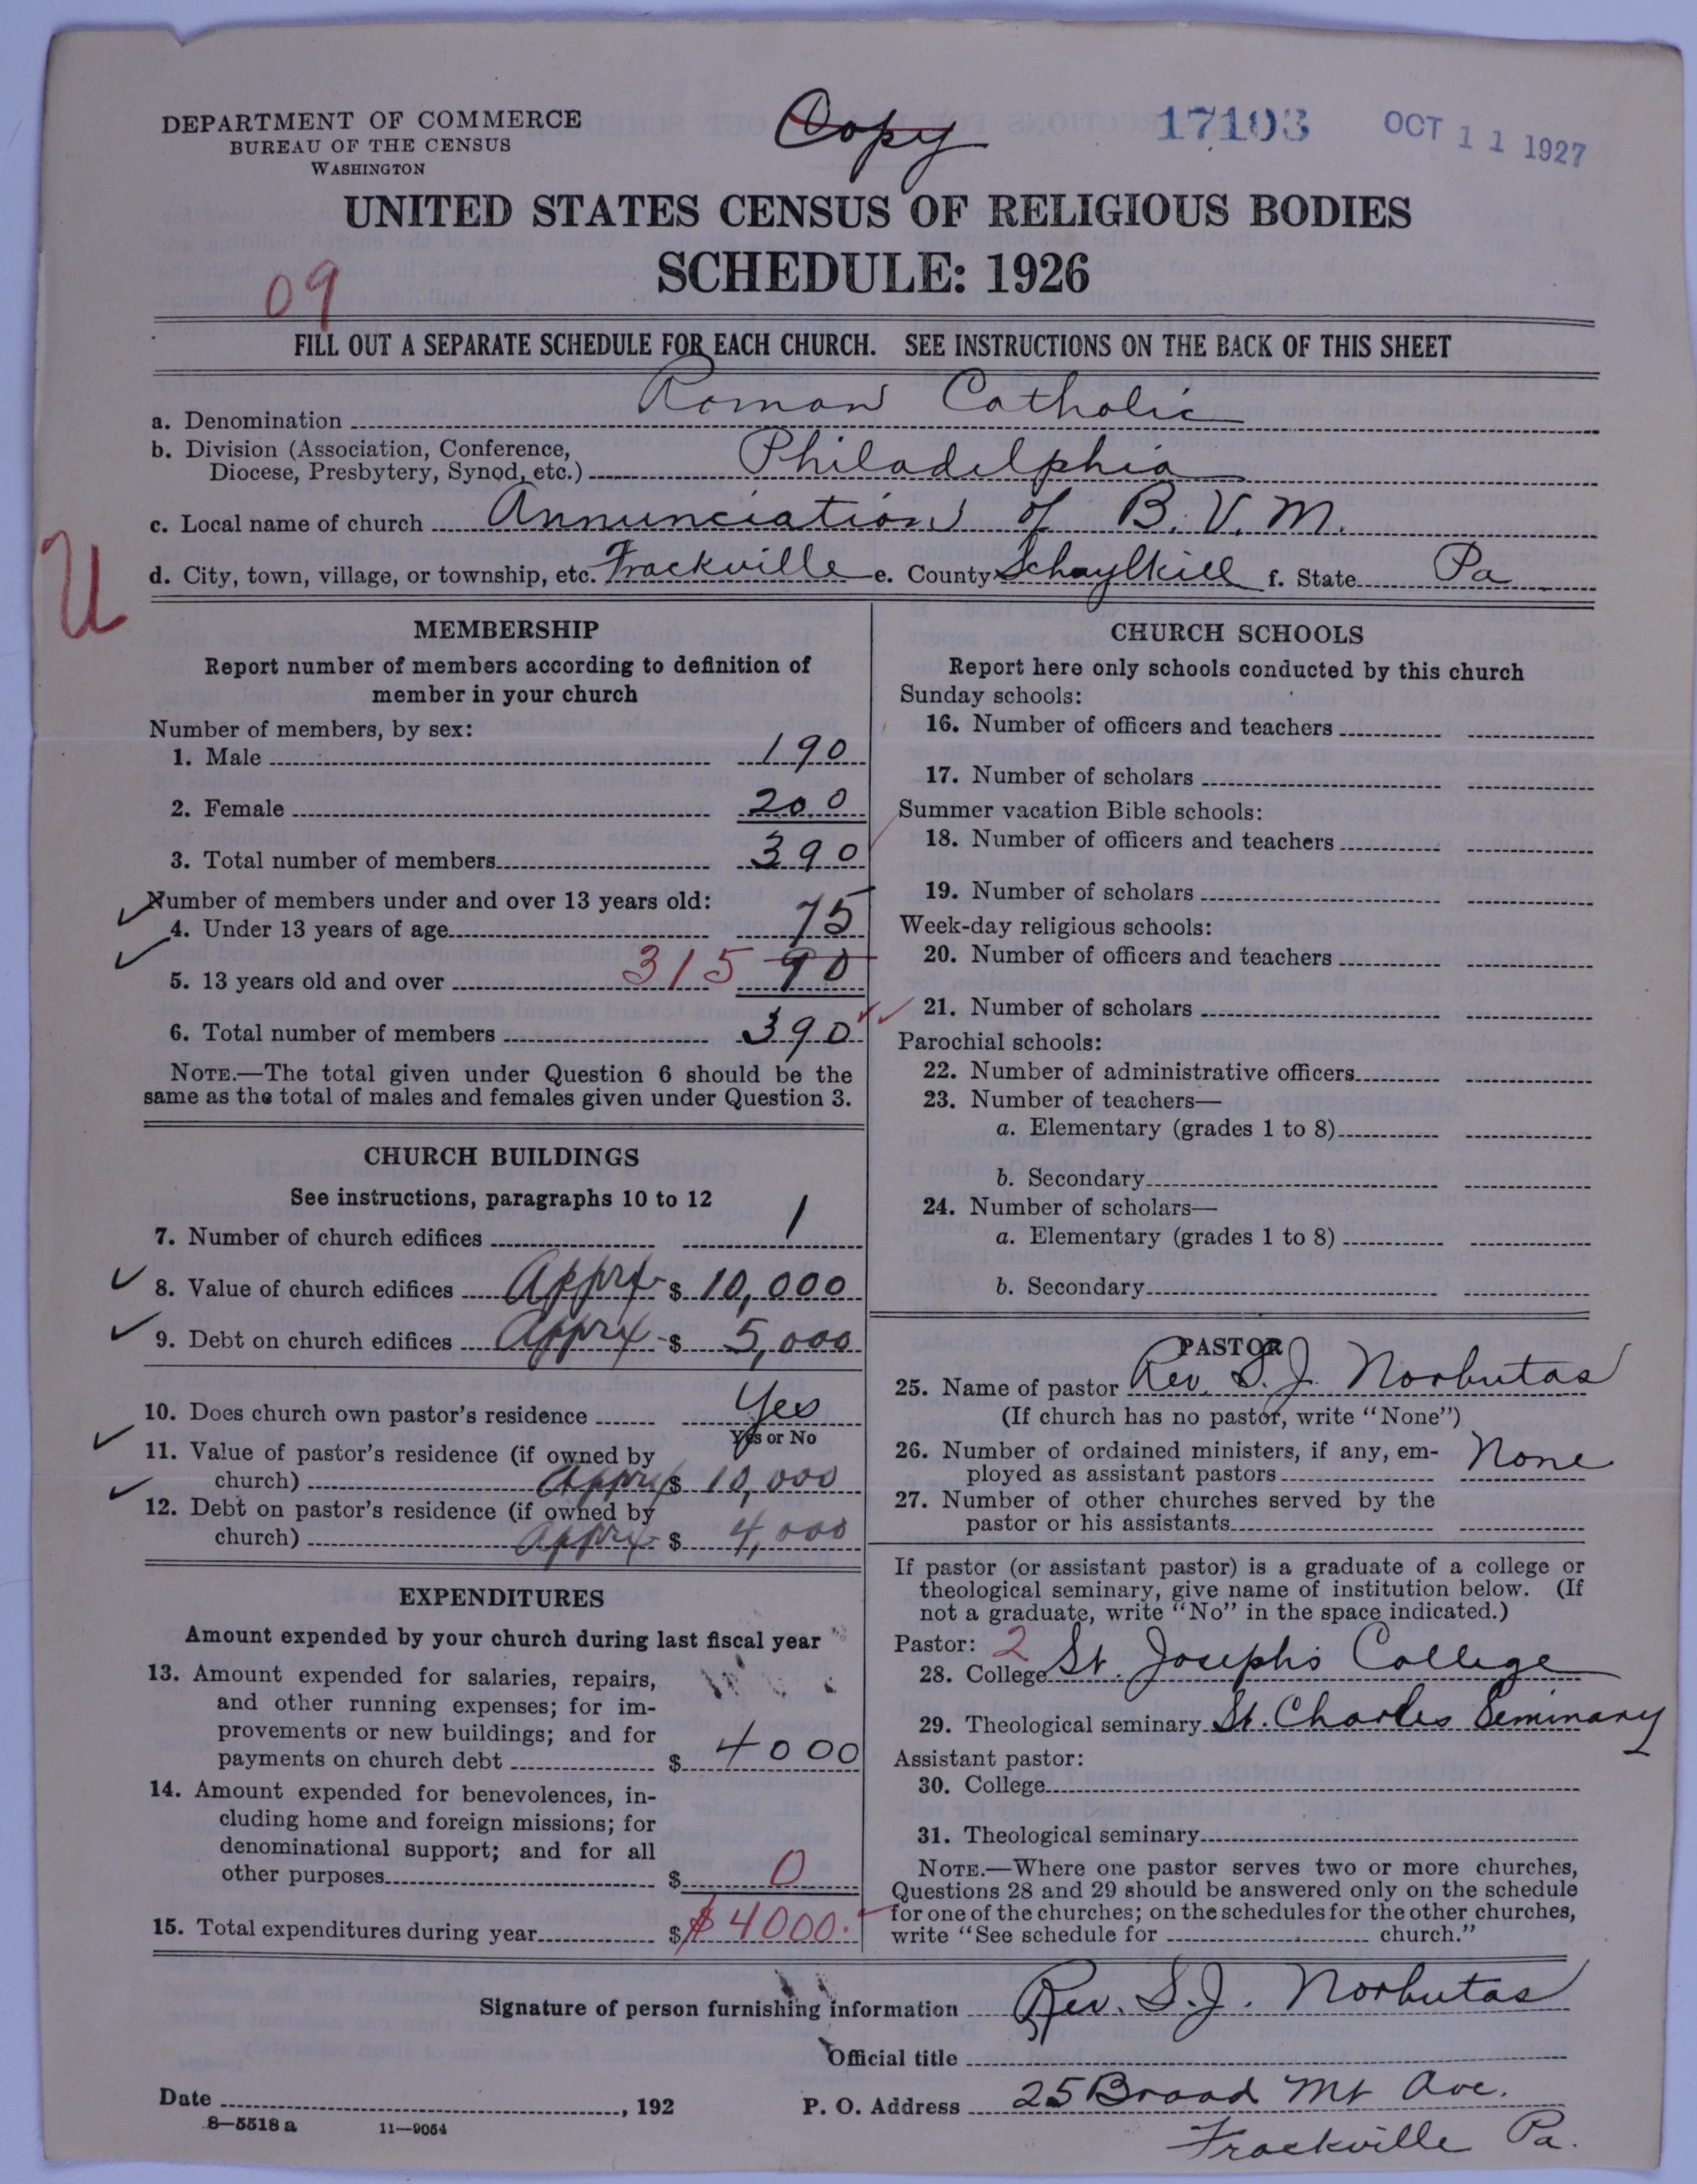 DEPARTMENT OF COMMERCE
BUREAU OF THE CENSUS
WASHINGTON
Copy
17103
OCT 11 1927
UNITED STATES CENSUS OF RELIGIOUS BODIES
SCHEDULE: 1926
09
FILL OUT A SEPARATE SCHEDULE FOR EACH CHURCH. SEE INSTRUCTIONS ON THE BACK OF THIS SHEET
a. Denomination Roman Catholic
b. Division (Association, Conference,
Diocese, Presbytery, Synod, etc.) Philadelphia
c. Local name of church Annunciation of B. V. M.
U
d. City, town, village, or township, etc. Frackville e. County Schuylkill f. State Pa
MEMBERSHIP
Report number of members according to definition of
member in your church
Number of members, by sex:
1. Male 190
2. Female 200
3. Total number of members 390
Number of members under and over 13 years old:
4. Under 13 years of age 75
5. 13 years old and over 315 90
6. Total number of members 390
NOTE.—The total given under Question 6 should be the
same as the total of males and females given under Question 3.
CHURCH BUILDINGS
See instructions, paragraphs 10 to 12
7. Number of church edifices 1
8. Value of church edifices Apprx $ 10,000
9. Debt on church edifices Apprx $ 5,000
10. Does church own pastor's residence Yes
Yes or No
11. Value of pastor's residence (if owned by
church) Apprx $ 10,000
12. Debt on pastor's residence (if owned by
church) Apprx $ 4,000
EXPENDITURES
Amount expended by your church during last fiscal year
13. Amount expended for salaries, repairs,
and other running expenses; for im-
provements or new buildings; and for
payments on church debt $ 4000
14. Amount expended for benevolences, in-
cluding home and foreign missions; for
denominational support; and for all
other purposes $ 0
15. Total expenditures during year $ $4000.
CHURCH SCHOOLS
Report here only schools conducted by this church
Sunday schools:
16. Number of officers and teachers
17. Number of scholars
Summer vacation Bible schools:
18. Number of officers and teachers
19. Number of scholars
Week-day religious schools:
20. Number of officers and teachers
21. Number of scholars
Parochial schools:
22. Number of administrative officers
23. Number of teachers—
a. Elementary (grades 1 to 8)
b. Secondary
24. Number of scholars—
a. Elementary (grades 1 to 8)
b. Secondary
PASTOR
25. Name of pastor Rev. S. J. Norbutas
(If church has no pastor, write "None")
26. Number of ordained ministers, if any, em-
ployed as assistant pastors None
27. Number of other churches served by the
pastor or his assistants
If pastor (or assistant pastor) is a graduate of a college or
theological seminary, give name of institution below. (If
not a graduate, write "No" in the space indicated.)
Pastor: 2
28. College St. Josephs College
29. Theological seminary St. Charles Seminary
Assistant pastor:
30. College
31. Theological seminary
NOTE.—Where one pastor serves two or more churches,
Questions 28 and 29 should be answered only on the schedule
for one of the churches; on the schedules for the other churches,
write "See schedule for church."
Signature of person furnishing information Rev. S. J. Norbutas
Official title
Date , 192
P. O. Address 25 Broad Mt Ave.
Frackville Pa.
8—5518 a 11—9054